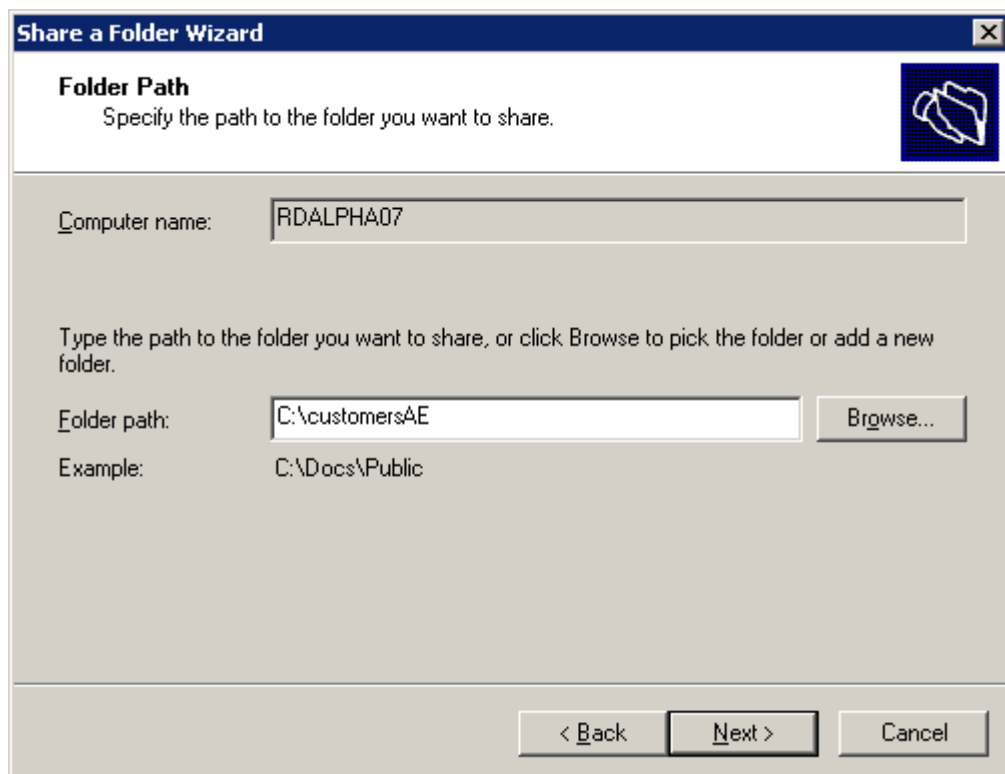 Share a Folder Wizard
Folder Path
Specify the path to the folder you want to share.
Computer name: RDALPHA07
Type the path to the folder you want to share, or click Browse to pick the folder or add a new
folder.
Folder path: C:\customersAE Browse...
Example: C:\Docs\Public
< Back Next > Cancel